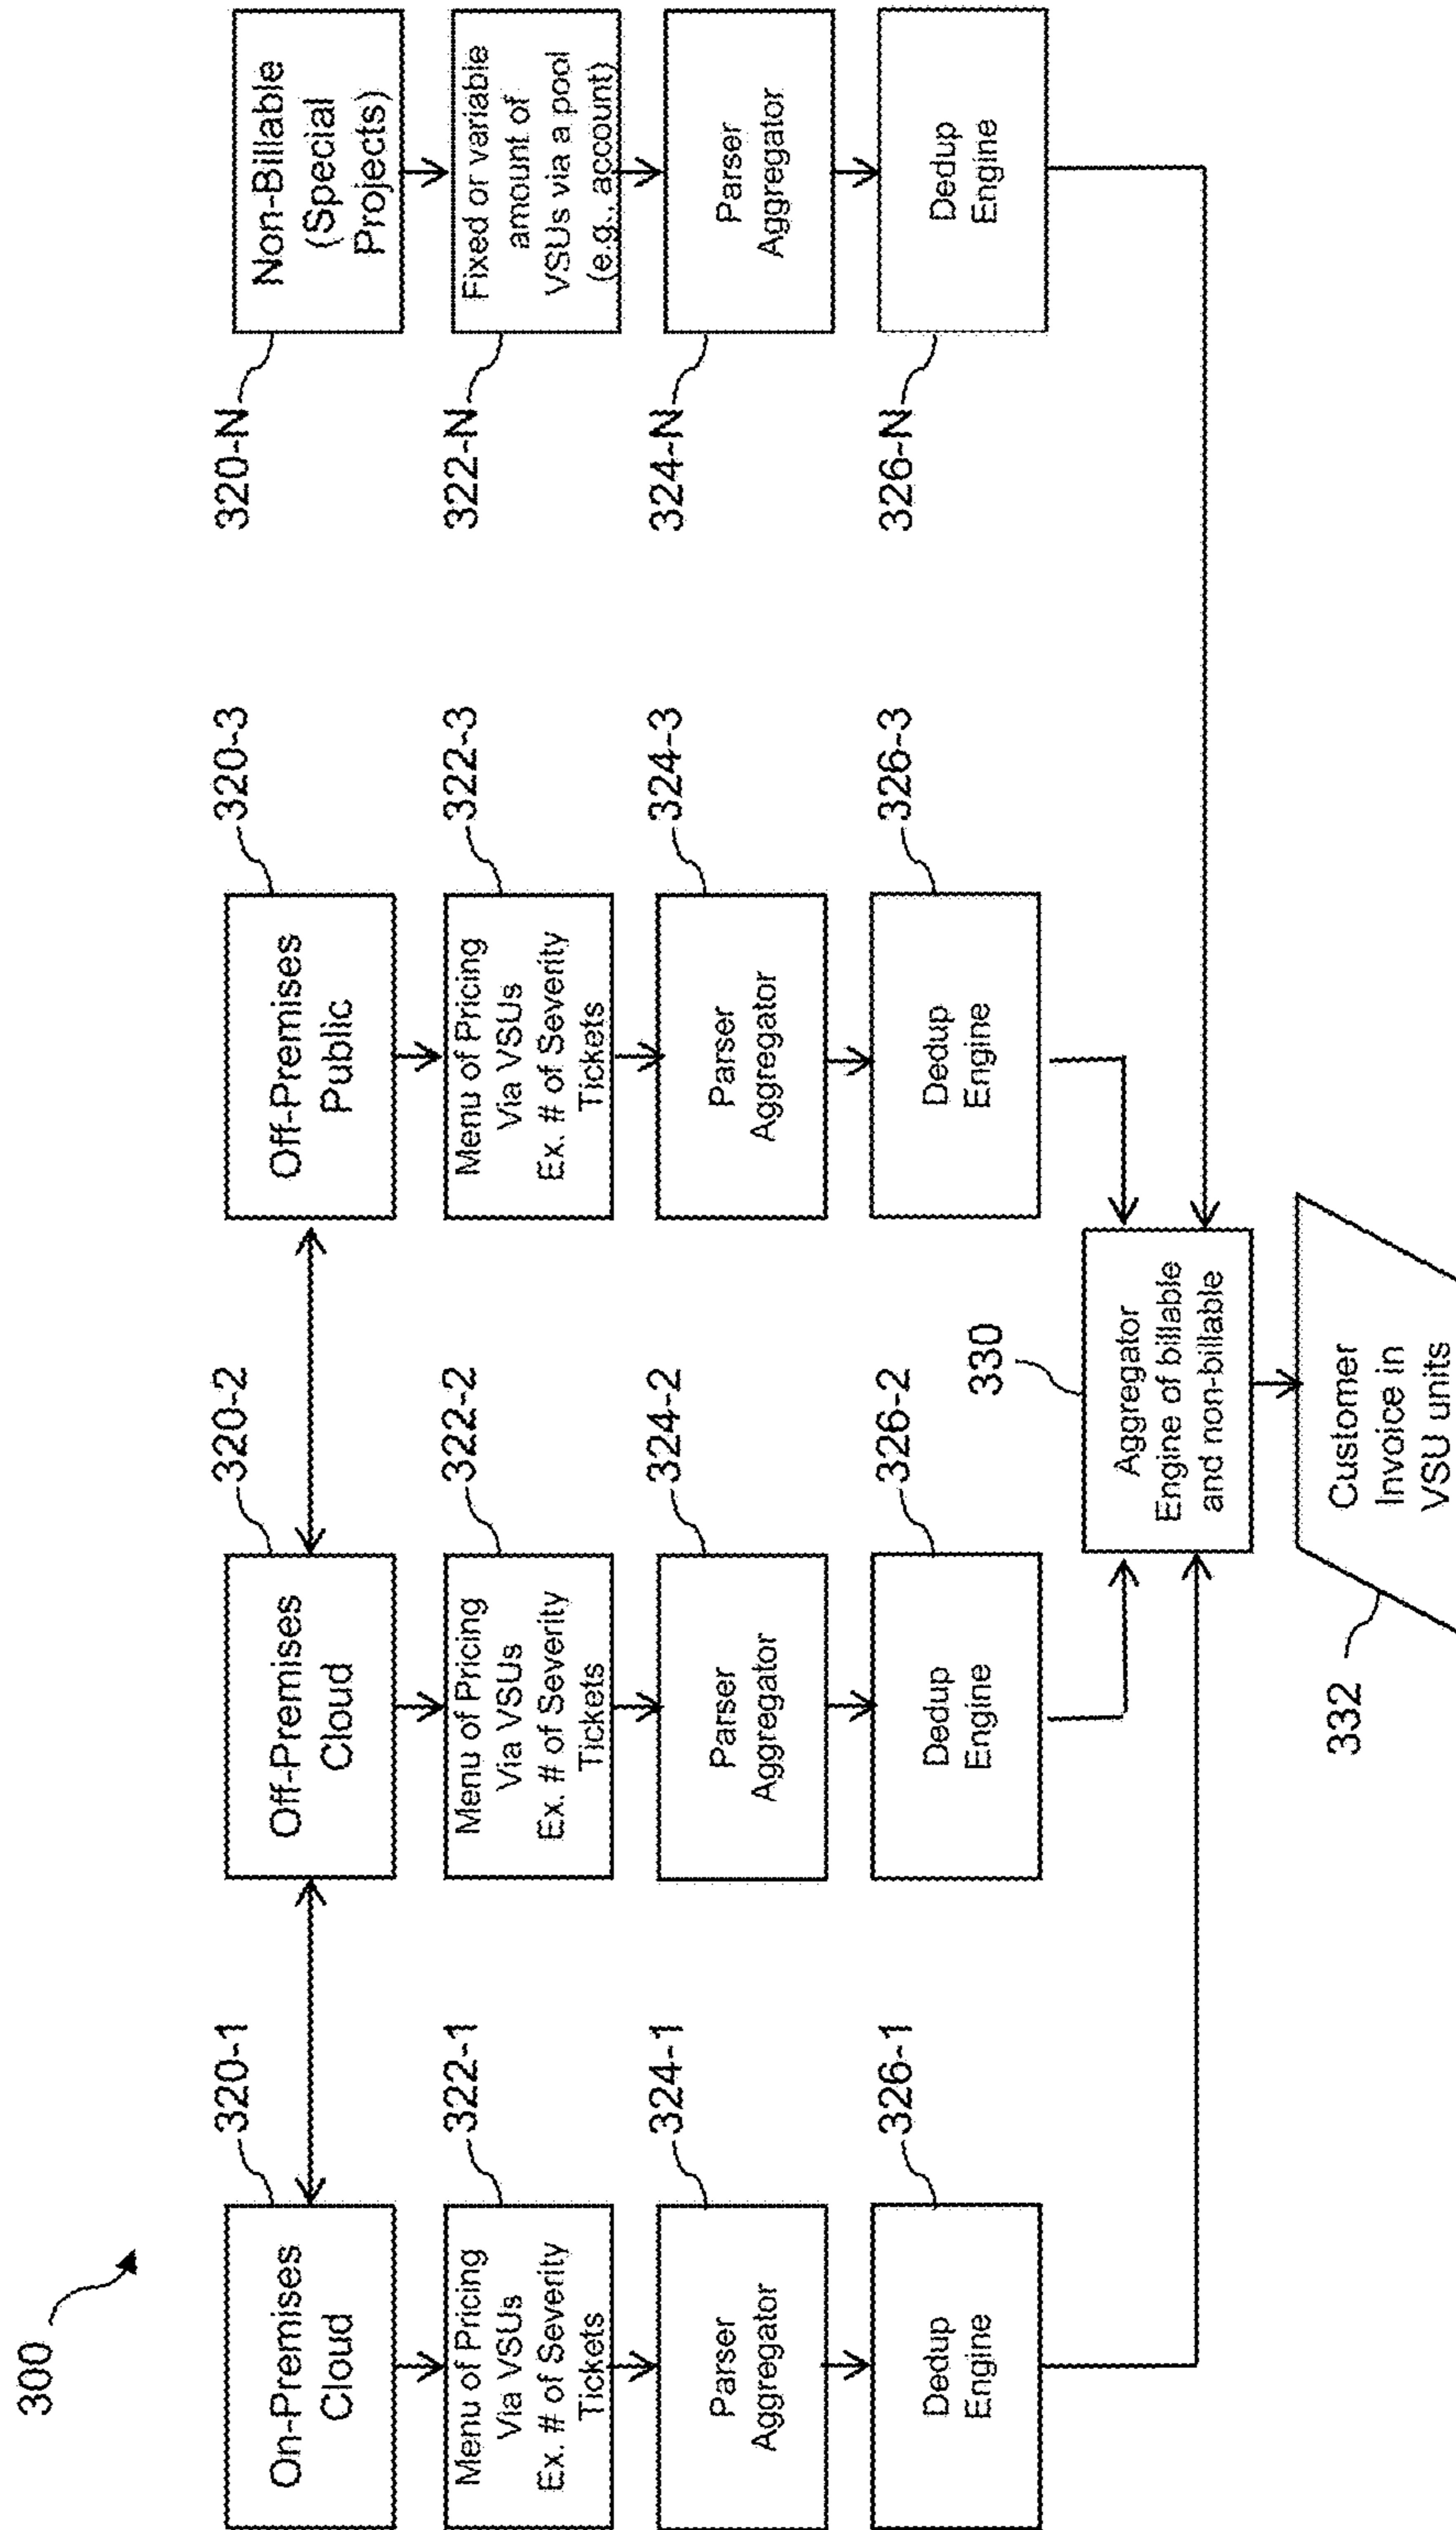 300
320-1
320-2
320-3
320-N
On-Premises
Cloud
Off-Premises
Cloud
Off-Premises
Public
Non-Billable
(Special
Projects)
322-1
322-2
322-3
322-N
Menu of Pricing
Via VSUs
Ex. # of Severity
Tickets
Menu of Pricing
Via VSUs
Ex. # of Severity
Tickets
Menu of Pricing
Via VSUs
Ex. # of Severity
Tickets
Fixed or variable
amount of
VSUs via a pool
(e.g., account)
324-1
324-2
324-3
324-N
Parser
Aggregator
Parser
Aggregator
Parser
Aggregator
Parser
Aggregator
326-1
326-2
326-3
326-N
Dedup
Engine
Dedup
Engine
Dedup
Engine
Dedup
Engine
330
Aggregator
Engine of billable
and non-billable
332
Customer
Invoice in
VSU units